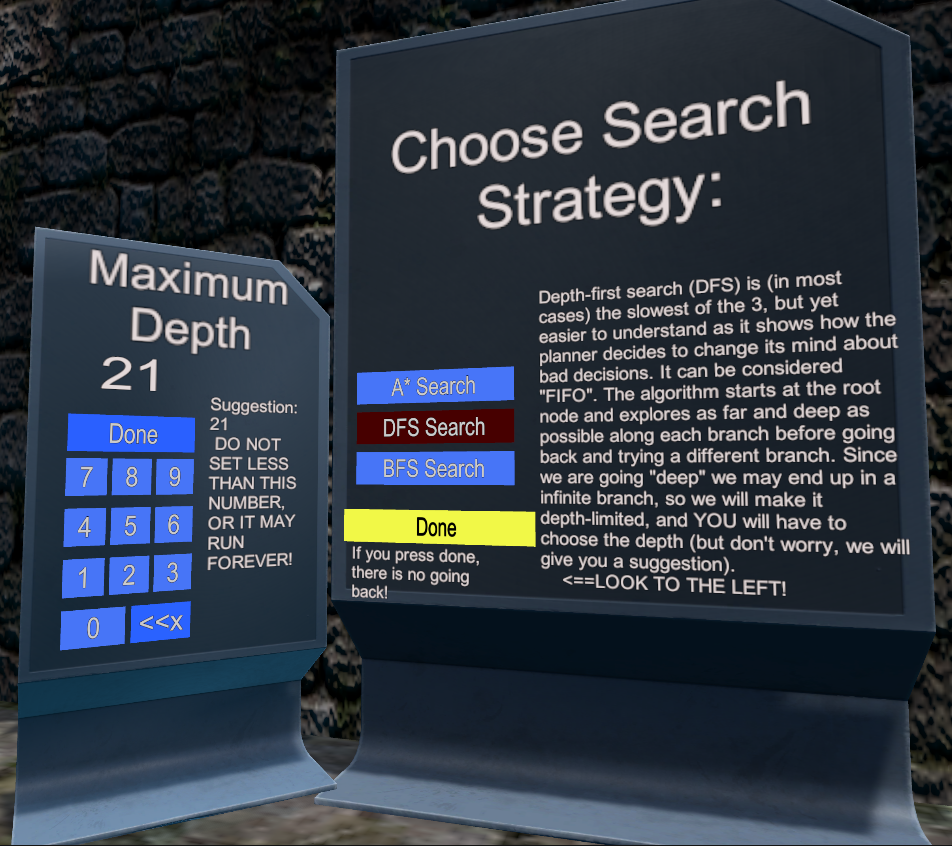 Maximum
Depth
21
Done
7 8 9
4 5 6
1 2 3
0 <<x
Suggestion:
21
DO NOT
SET LESS
THAN THIS
NUMBER,
OR IT MAY
RUN
FOREVER!
Choose Search
Strategy:
A* Search
DFS Search
BFS Search
Done
If you press done,
there is no going
back!
Depth-first search (DFS) is (in most
cases) the slowest of the 3, but yet
easier to understand as it shows how the
planner decides to change its mind about
bad decisions. It can be considered
"FIFO". The algorithm starts at the root
node and explores as far and deep as
possible along each branch before going
back and trying a different branch. Since
we are going "deep" we may end up in a
infinite branch, so we will make it
depth-limited, and YOU will have to
choose the depth (but don't worry, we will
give you a suggestion).
<==LOOK TO THE LEFT!